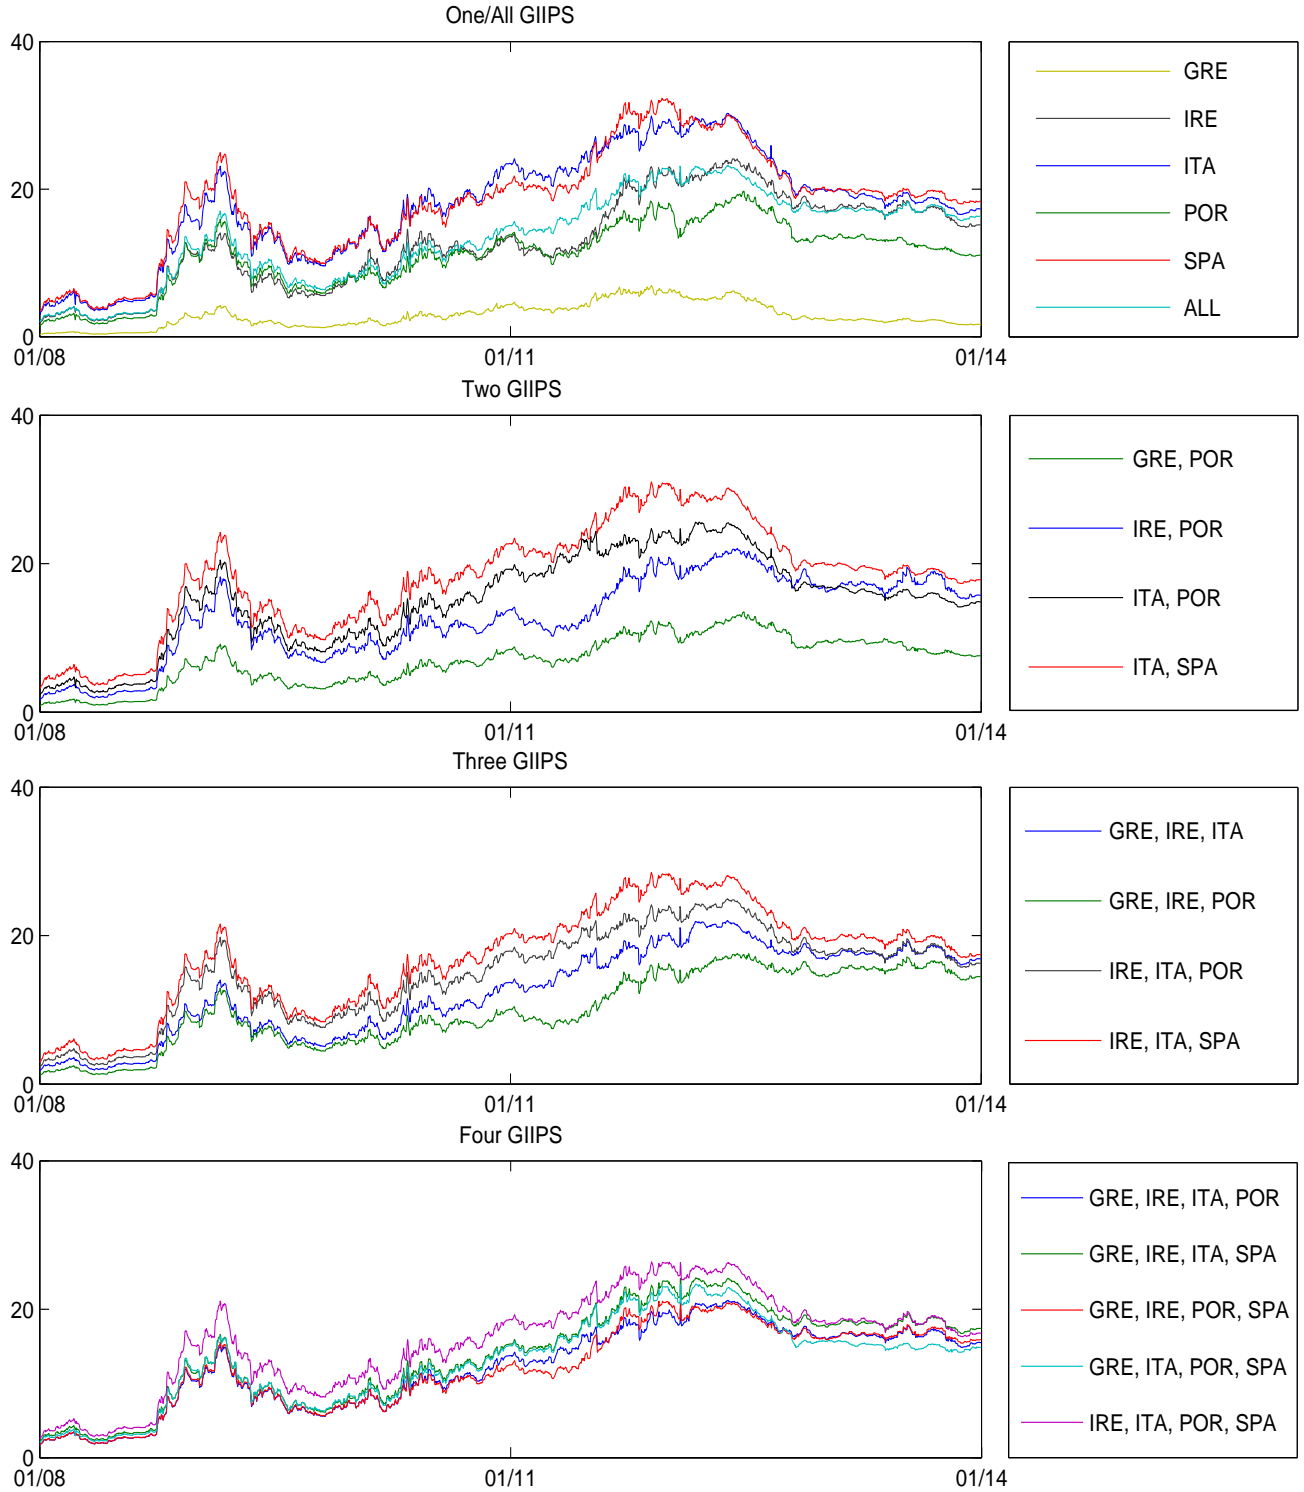 One/All GIIPS
40
20
0
01/08
01/11
01/14
GRE
IRE
ITA
POR
SPA
ALL
Two GIIPS
40
20
0
01/08
01/11
01/14
GRE, POR
IRE, POR
ITA, POR
ITA, SPA
Three GIIPS
40
20
0
01/08
01/11
01/14
GRE, IRE, ITA
GRE, IRE, POR
IRE, ITA, POR
IRE, ITA, SPA
Four GIIPS
40
20
0
01/08
01/11
01/14
GRE, IRE, ITA, POR
GRE, IRE, ITA, SPA
GRE, IRE, POR, SPA
GRE, ITA, POR, SPA
IRE, ITA, POR, SPA